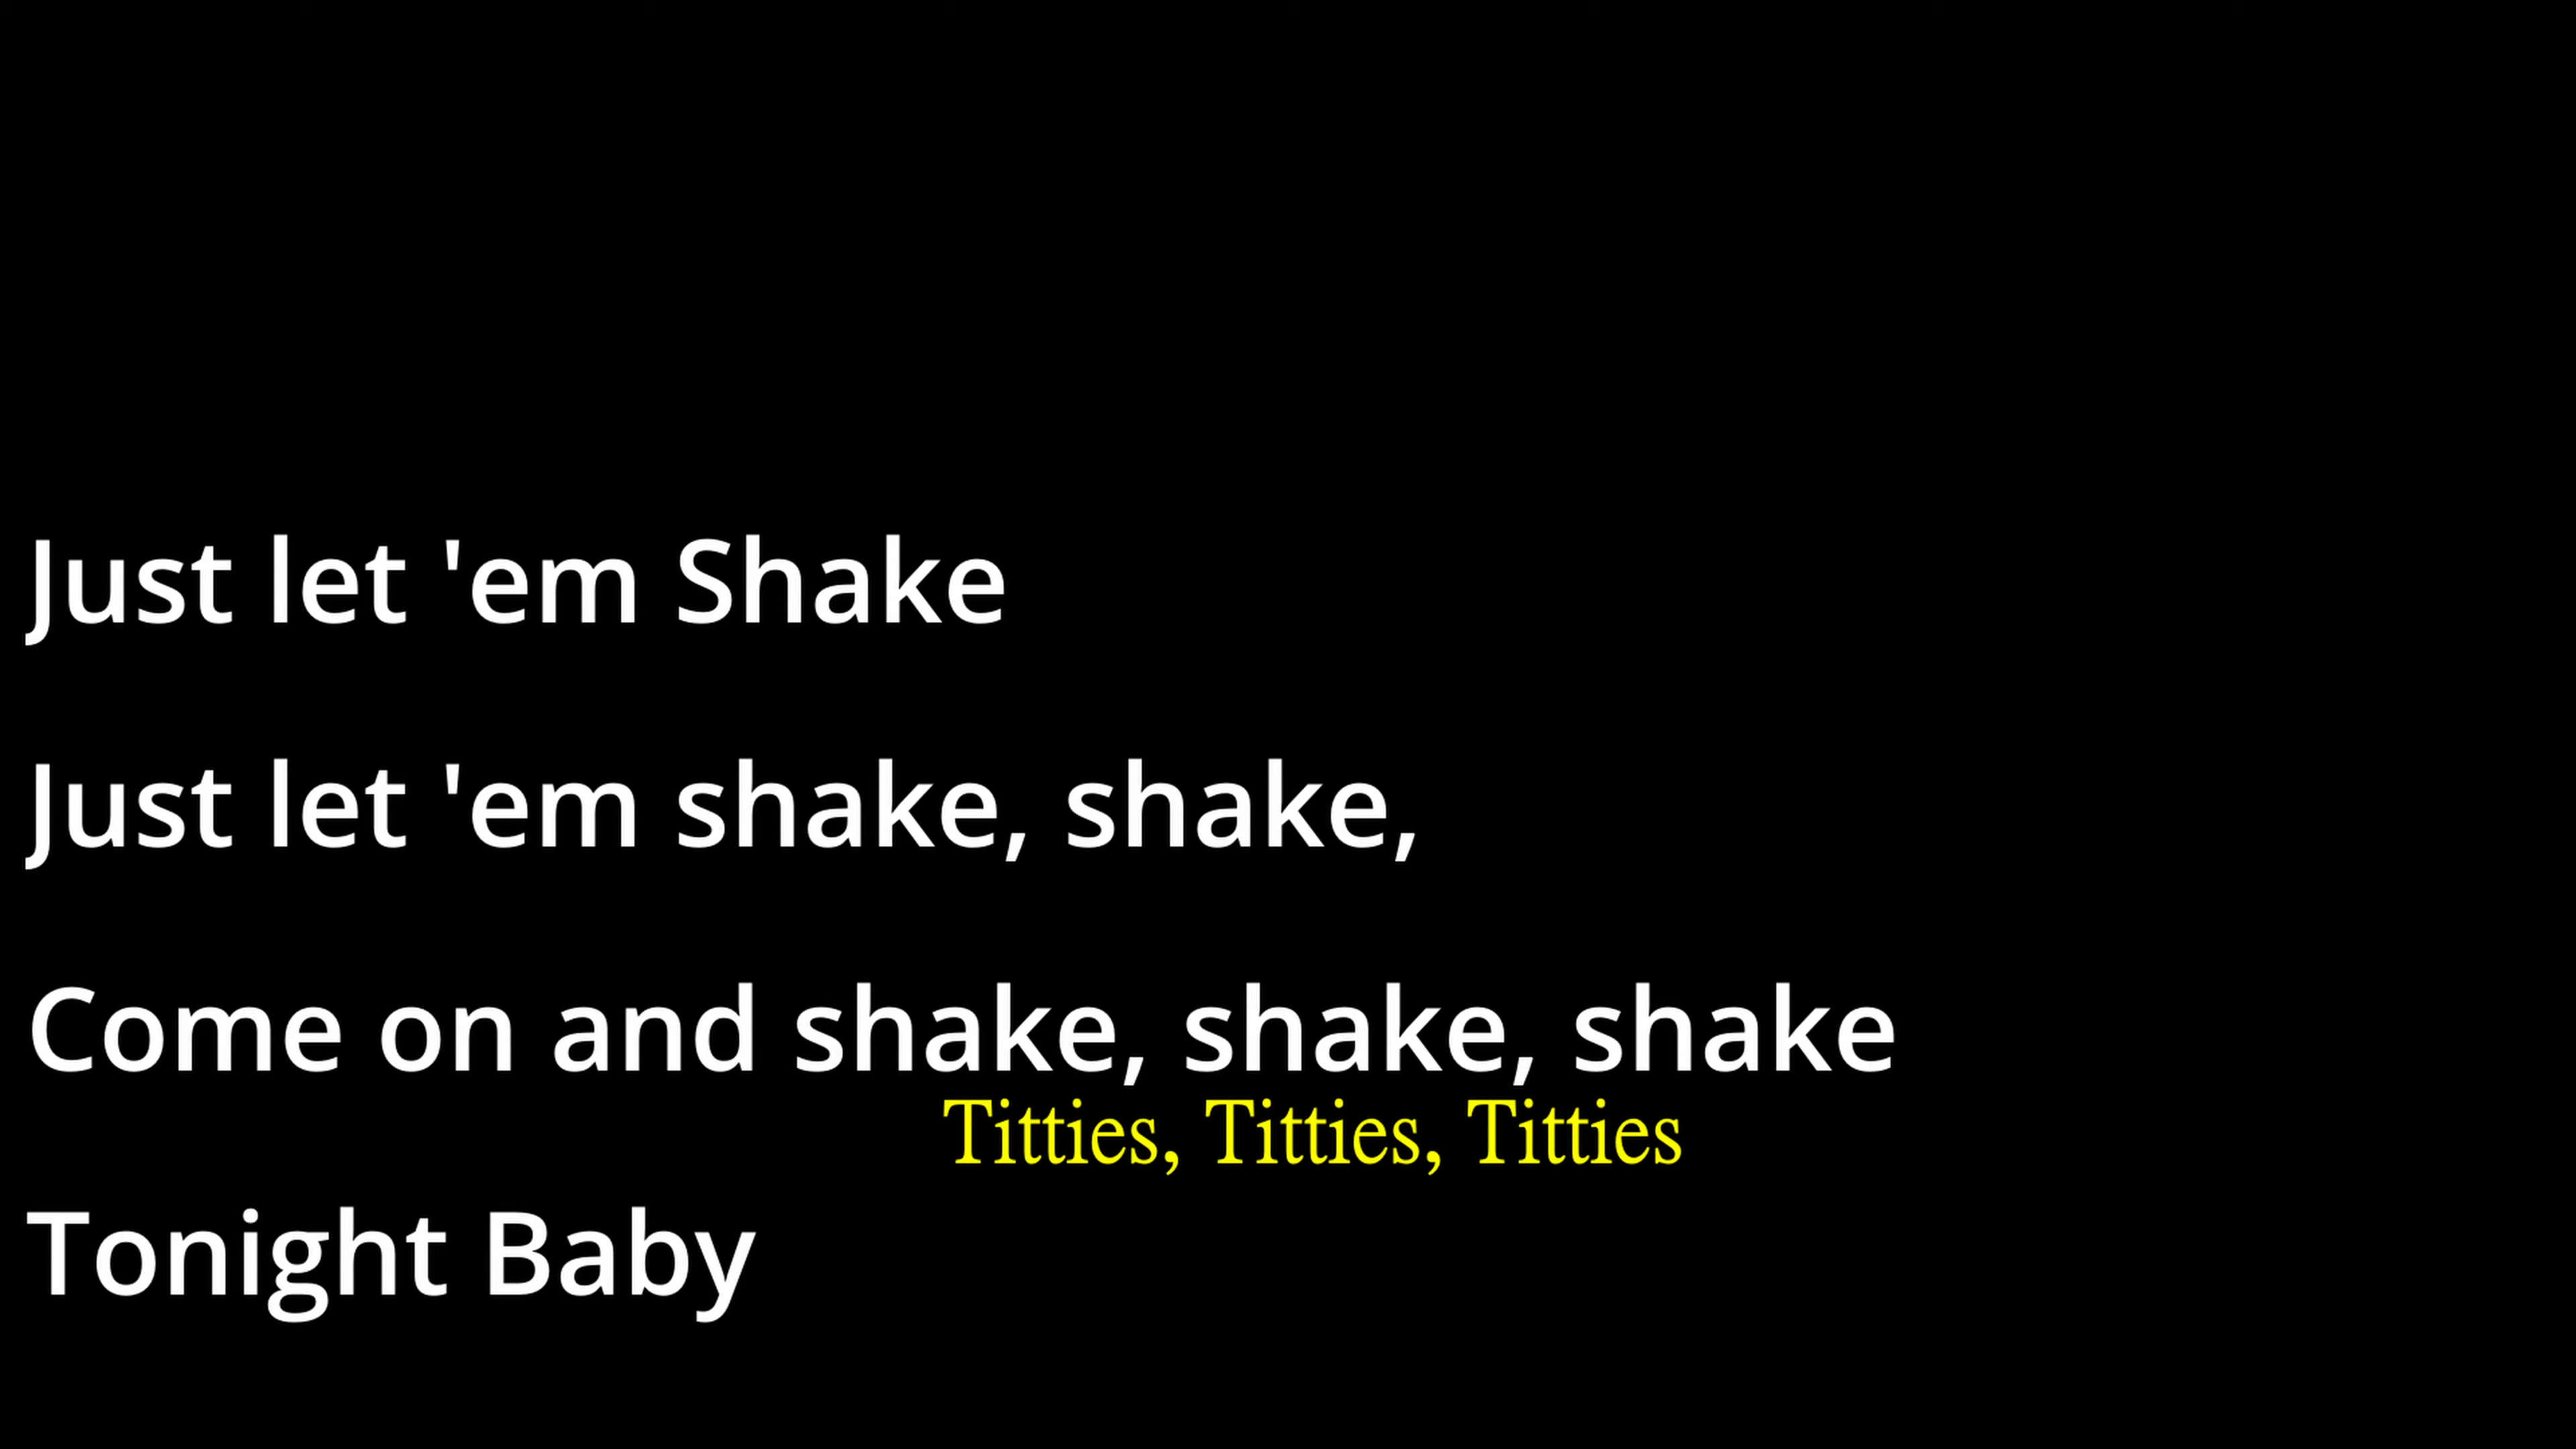 Just let 'em Shake
Just let 'em shake, shake,
Come on and shake, shake, shake
Titties, Titties, Titties
Tonight Baby